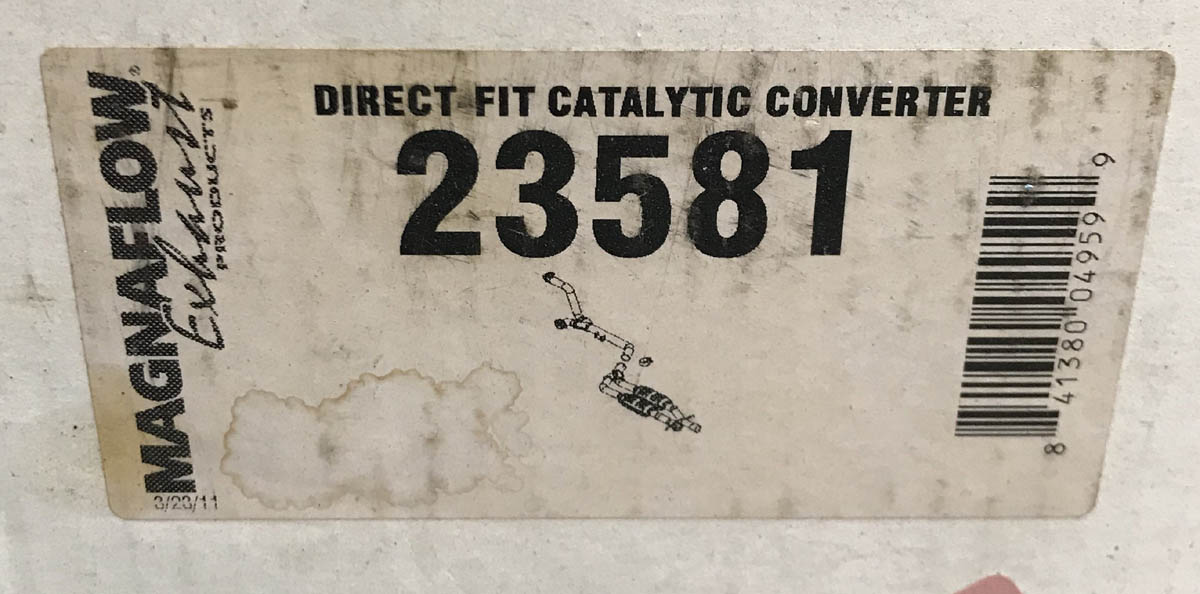 MAGNAFLOW®
Exhaust
PRODUCTS
3/23/11
DIRECT FIT CATALYTIC CONVERTER
23581
8 41380 04959 9